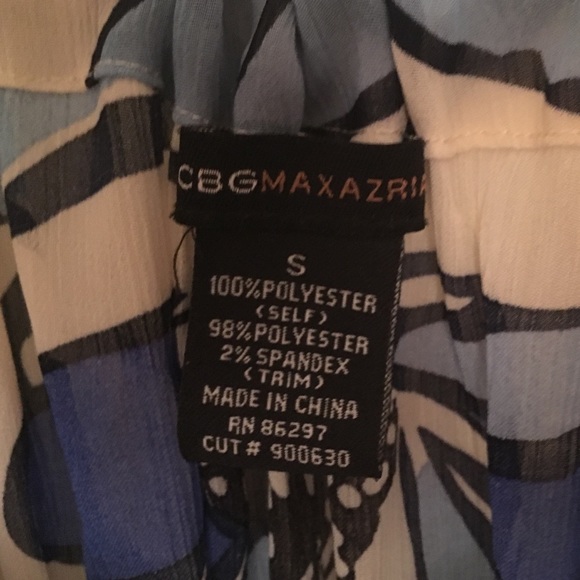 CBGMAXAZRIA
S
100%POLYESTER
(SELF)
98%POLYESTER
2% SPANDEX
(TRIM)
MADE IN CHINA
RN 86297
CUT# 900630